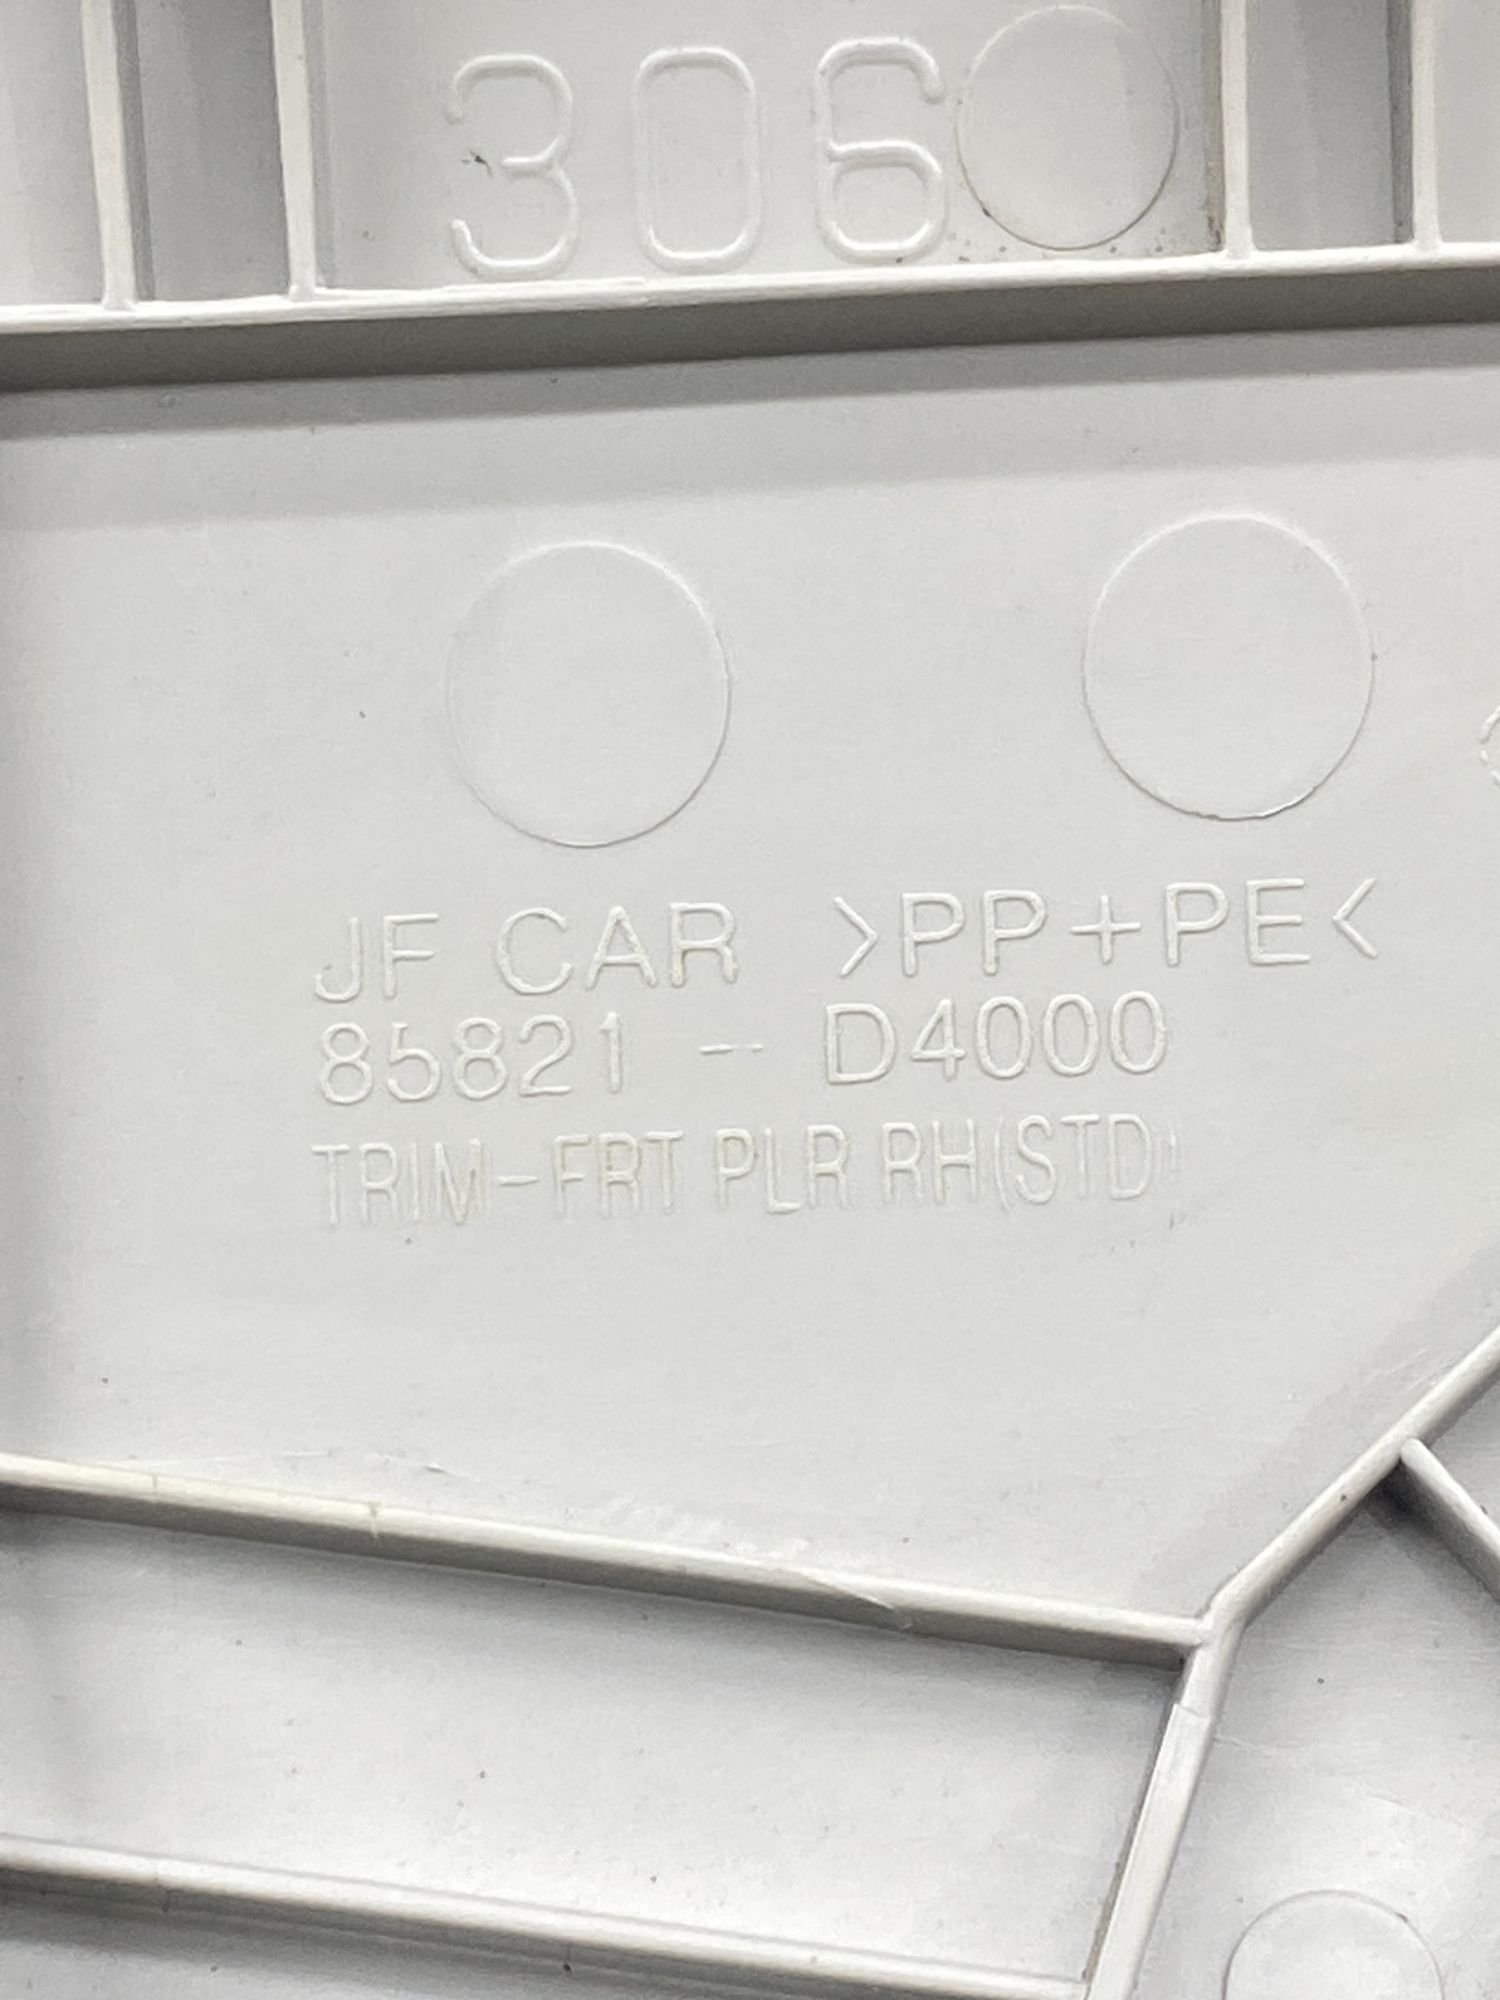 306
JF CAR >PP+PE<
85821 - D4000
TRIM-FRT PLR RH(STD)